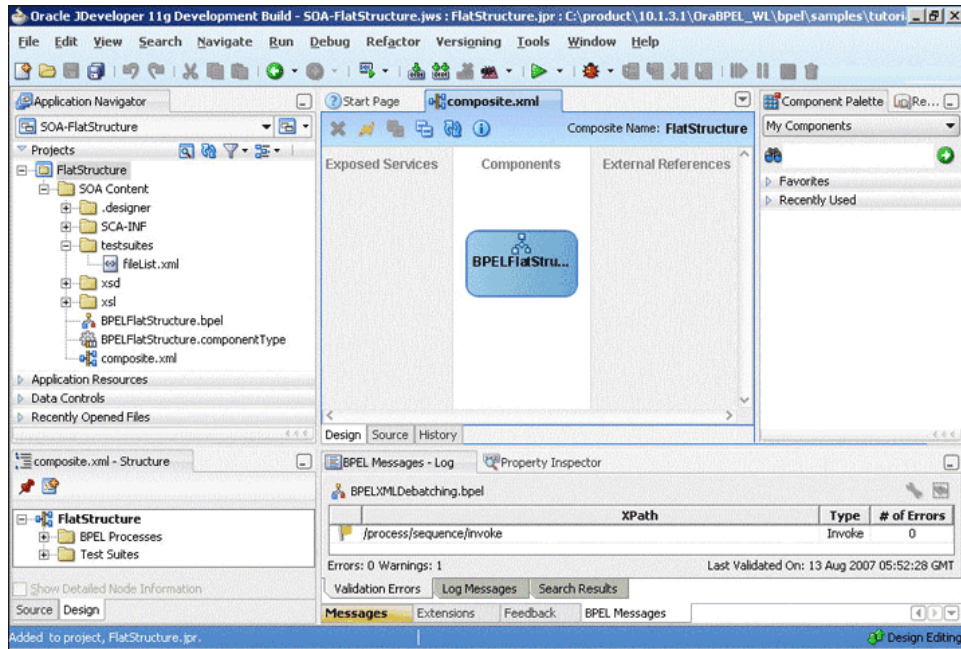 Oracle JDeveloper 11g Development Build - SOA-FlatStructure.jws : FlatStructure.jpr : C:\product\10.1.3.1\OraBPEL_WL\bpel\samples\tutori
File Edit View Search Navigate Run Debug Refactor Versioning Tools Window Help
Application Navigator
SOA-FlatStructure
Projects
FlatStructure
SOA Content
.designer
SCA-INF
testsuites
fileList.xml
xsd
xsl
BPELFlatStructure.bpel
BPELFlatStructure.componentType
composite.xml
Application Resources
Data Controls
Recently Opened Files
composite.xml - Structure
FlatStructure
BPEL Processes
Test Suites
Show Detailed Node Information
Source Design
Start Page composite.xml
Composite Name: FlatStructure
Exposed Services Components External References
BPELFlatStru...
Design Source History
Component Palette Re...
My Components
Favorites
Recently Used
BPEL Messages - Log Property Inspector
BPELXMLDebatching.bpel
XPath Type # of Errors
/process/sequence/invoke Invoke 0
Errors: 0 Warnings: 1 Last Validated On: 13 Aug 2007 05:52:28 GMT
Validation Errors Log Messages Search Results
Messages Extensions Feedback BPEL Messages
Added to project, FlatStructure.jpr. Design Editing